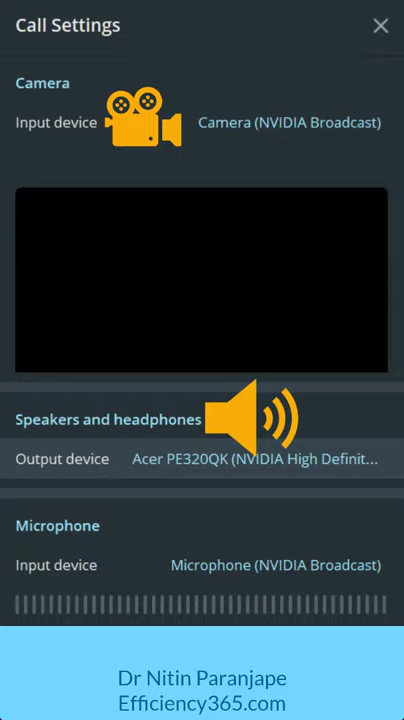 Call Settings
Camera
Input device Camera (NVIDIA Broadcast)
Speakers and headphones
Output device Acer PE320QK (NVIDIA High Definit...
Microphone
Input device Microphone (NVIDIA Broadcast)
Dr Nitin Paranjape
Efficiency365.com